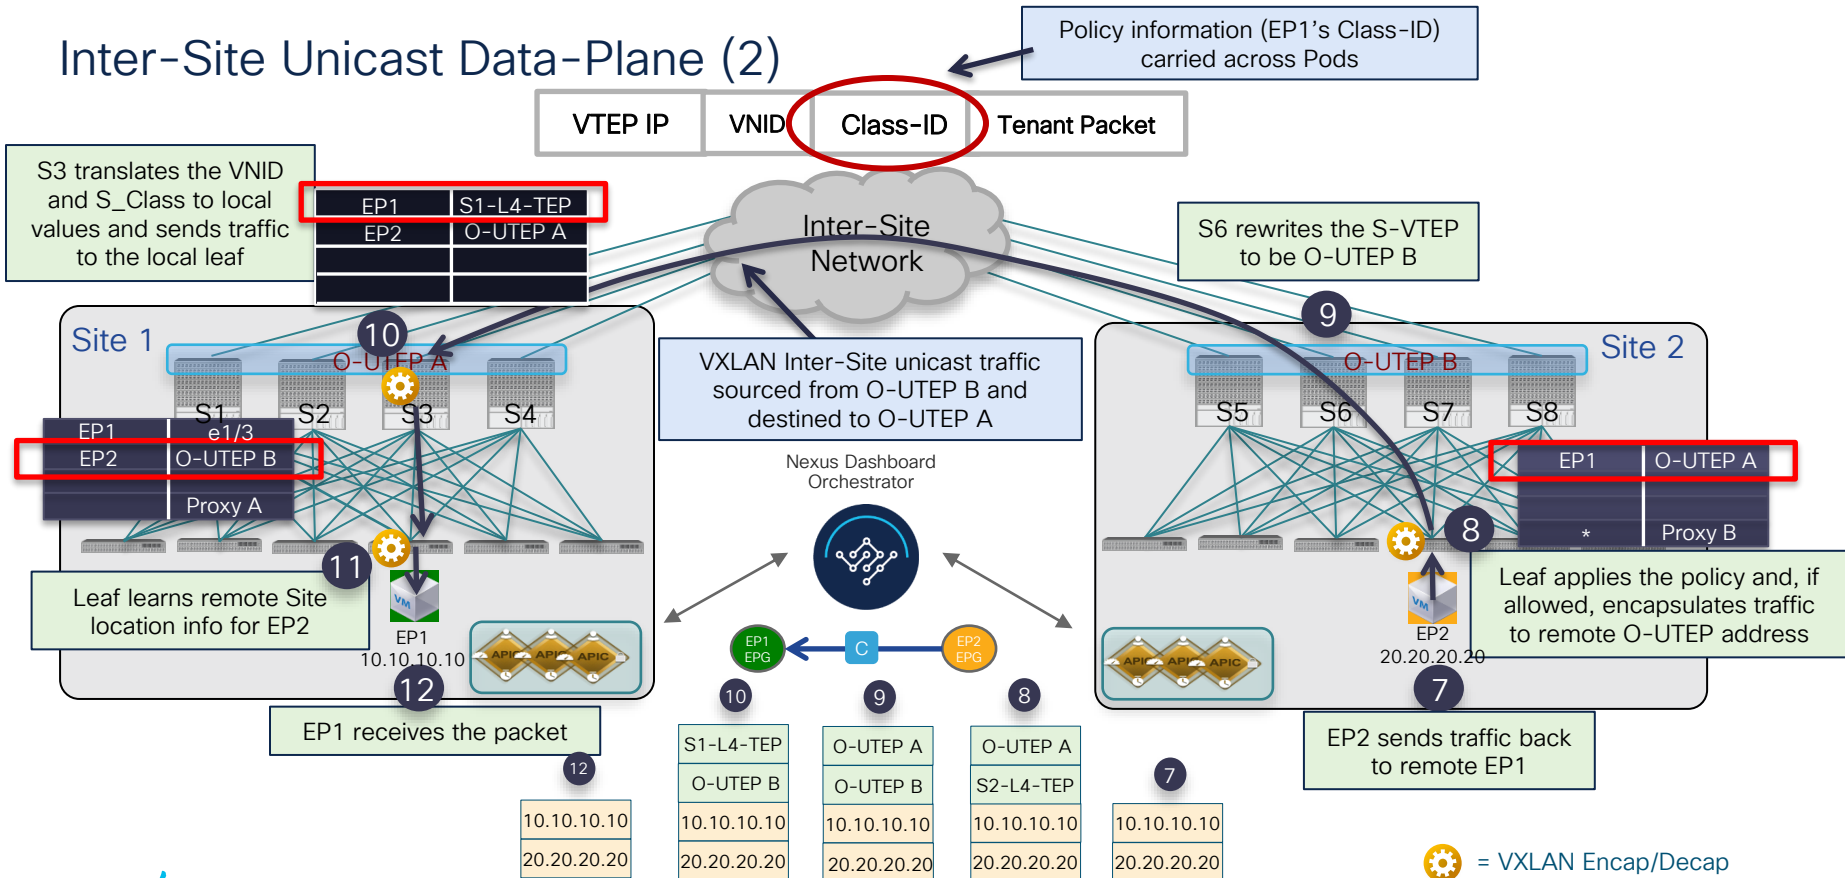 Inter-Site Unicast Data-Plane (2)
Policy information (EP1's Class-ID)
carried across Pods
VTEP IP
VNID
Class-ID
Tenant Packet
S3 translates the VNID
and S_Class to local
values and sends traffic
to the local leaf
EP1
S1-L4-TEP
EP2
O-UTEP A
Inter-Site
Network
S6 rewrites the S-VTEP
to be O-UTEP B
9
Site 1
10
O-UTEP A
S1
S2
S3
S4
VXLAN Inter-Site unicast traffic
sourced from O-UTEP B and
destined to O-UTEP A
Site 2
O-UTEP B
S5
S6
S7
S8
EP1
e1/3
EP2
O-UTEP B
Proxy A
EP1
O-UTEP A
*
Proxy B
Nexus Dashboard
Orchestrator
11
Leaf learns remote Site
location info for EP2
VM
EP1
10.10.10.10
APIC
APIC
APIC
12
EP1 receives the packet
EP1
EPG
C
EP2
EPG
8
Leaf applies the policy and, if
allowed, encapsulates traffic
to remote O-UTEP address
VM
EP2
20.20.20.20
APIC
APIC
APIC
7
EP2 sends traffic back
to remote EP1
12
10.10.10.10
20.20.20.20
10
S1-L4-TEP
O-UTEP B
10.10.10.10
20.20.20.20
9
O-UTEP A
O-UTEP B
10.10.10.10
20.20.20.20
8
O-UTEP A
S2-L4-TEP
10.10.10.10
20.20.20.20
7
10.10.10.10
20.20.20.20
= VXLAN Encap/Decap